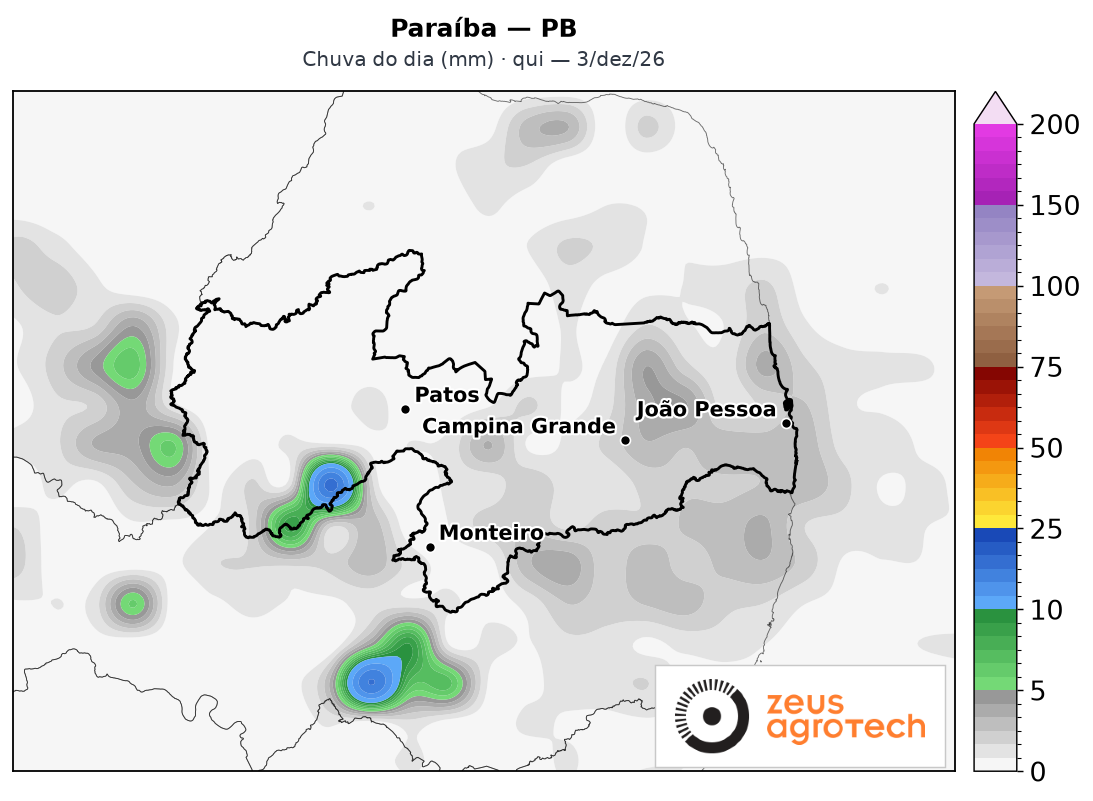 Paraíba — PB
Chuva do dia (mm) · qui — 3/dez/26
200
150
100
75
50
25
10
5
0
Patos
João Pessoa
Campina Grande
Monteiro
zeus
agrotech